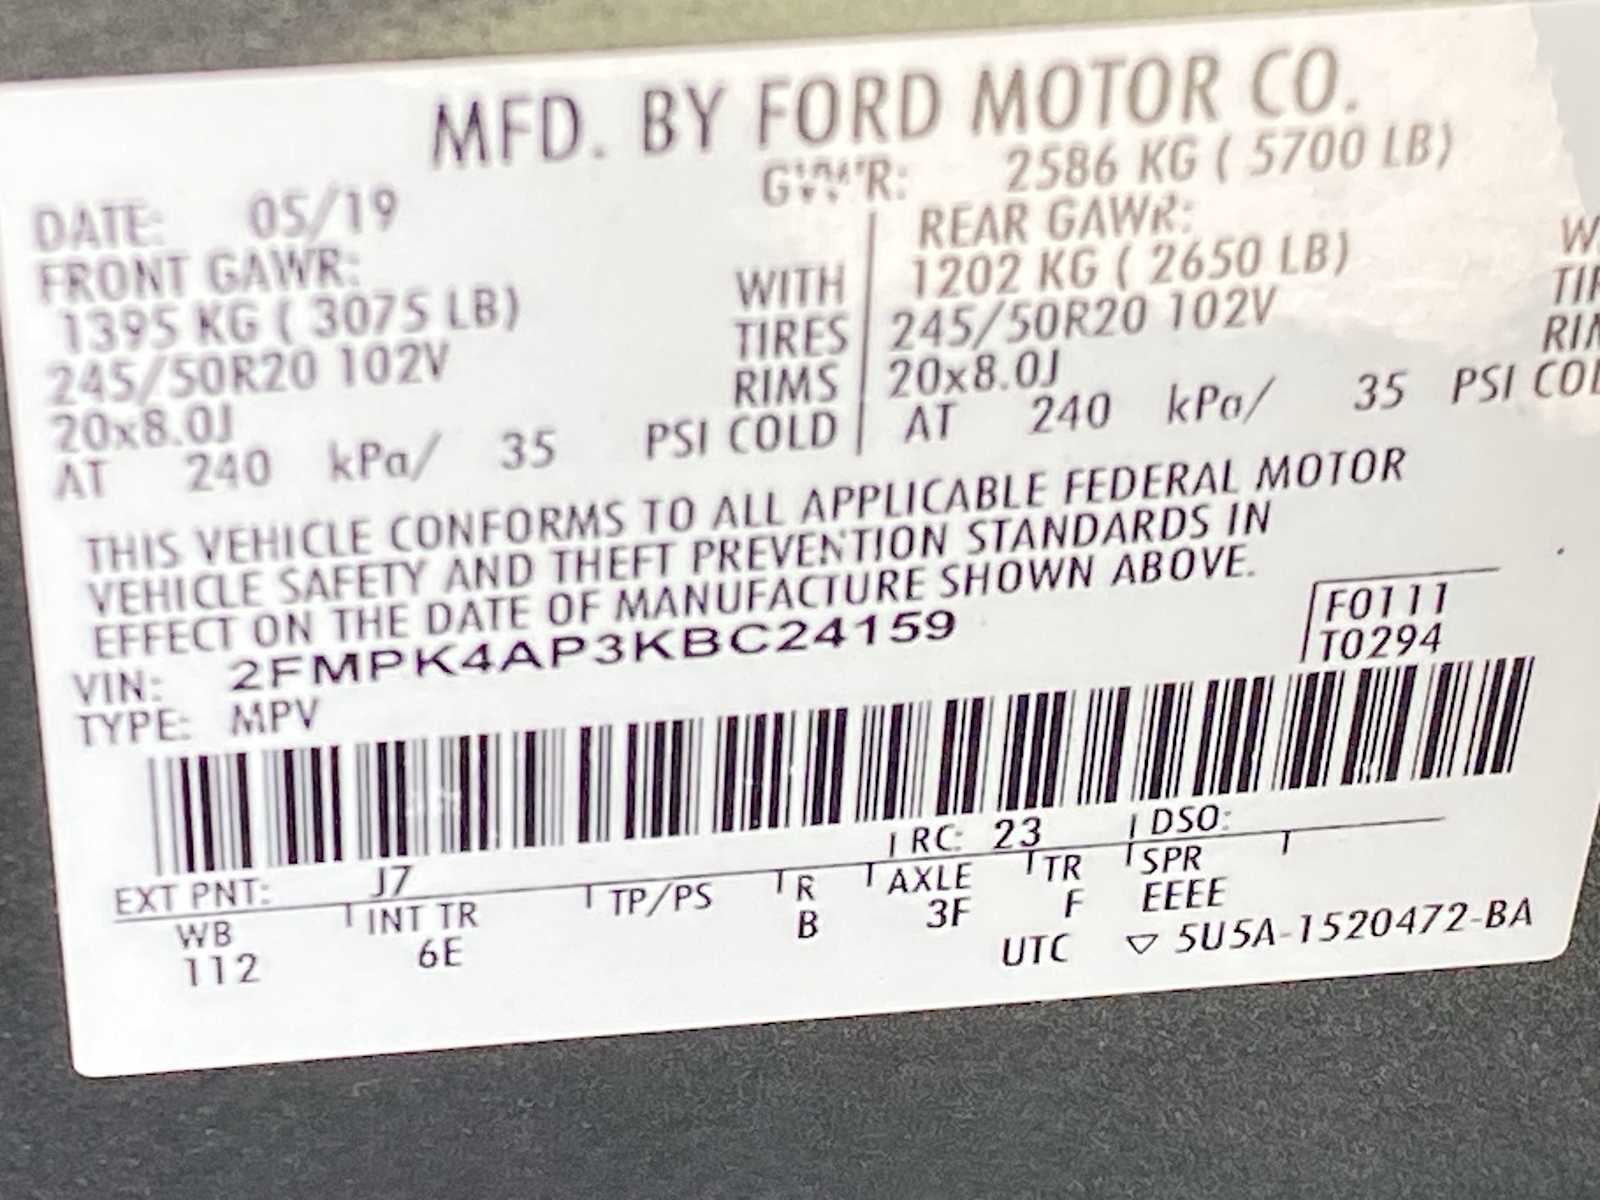 MFD. BY FORD MOTOR CO.
DATE: 05/19 GVWR: 2586 KG ( 5700 LB)
FRONT GAWR: REAR GAWR:
1395 KG ( 3075 LB) WITH 1202 KG ( 2650 LB)
245/50R20 102V TIRES 245/50R20 102V
20x8.0J RIMS 20x8.0J
AT 240 kPa/ 35 PSI COLD AT 240 kPa/ 35 PSI COL
THIS VEHICLE CONFORMS TO ALL APPLICABLE FEDERAL MOTOR
VEHICLE SAFETY AND THEFT PREVENTION STANDARDS IN
EFFECT ON THE DATE OF MANUFACTURE SHOWN ABOVE.
VIN: 2FMPK4AP3KBC24159 F0111
TYPE: MPV T0294
EXT PNT: J7 RC: 23 DSO:
WB INT TR TP/PS R AXLE TR SPR
112 6E B 3F F EEEE
UTC ▽ 5U5A-1520472-BA